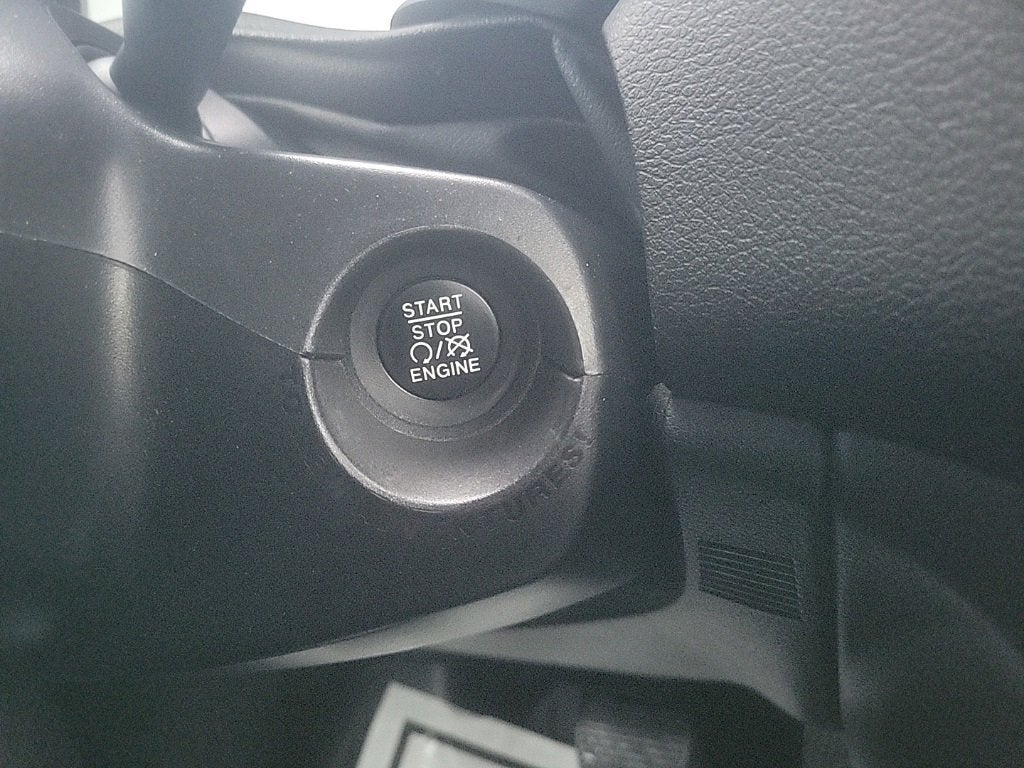 START
STOP
/
ENGINE